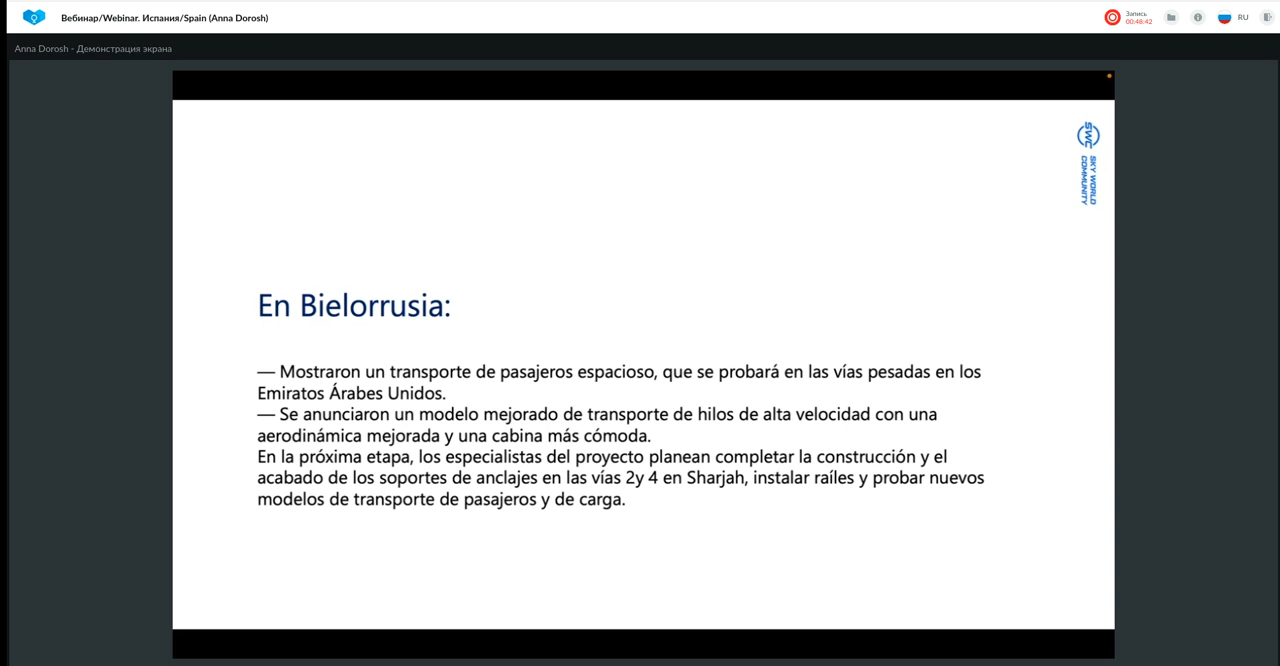 Вебинар/Webinar. Испания/Spain (Anna Dorosh)
Запись
00:48:42
RU
Anna Dorosh - Демонстрация экрана
SWC
SKY WORLD
COMMUNITY
En Bielorrusia:
— Mostraron un transporte de pasajeros espacioso, que se probará en las vías pesadas en los
Emiratos Árabes Unidos.
— Se anunciaron un modelo mejorado de transporte de hilos de alta velocidad con una
aerodinámica mejorada y una cabina más cómoda.
En la próxima etapa, los especialistas del proyecto planean completar la construcción y el
acabado de los soportes de anclajes en las vías 2y 4 en Sharjah, instalar raíles y probar nuevos
modelos de transporte de pasajeros y de carga.